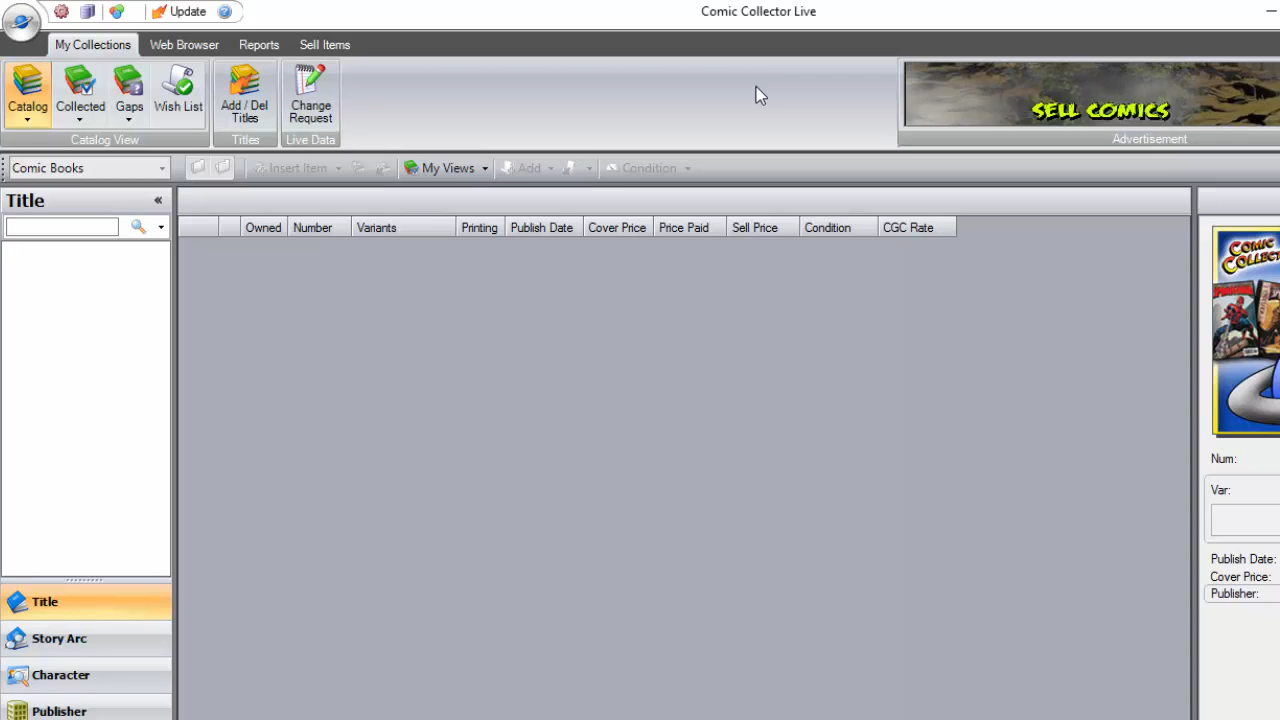 Update
Comic Collector Live
My Collections
Web Browser
Reports
Sell Items
Catalog
Collected
Gaps
Wish List
Add / Del
Titles
Change
Request
SELL COMICS
Catalog View
Titles
Live Data
Advertisement
Comic Books
Insert Item
My Views
Add
Condition
Title
Owned
Number
Variants
Printing
Publish Date
Cover Price
Price Paid
Sell Price
Condition
CGC Rate
Num:
Var:
Publish Date:
Cover Price:
Publisher:
Title
Story Arc
Character
Publisher